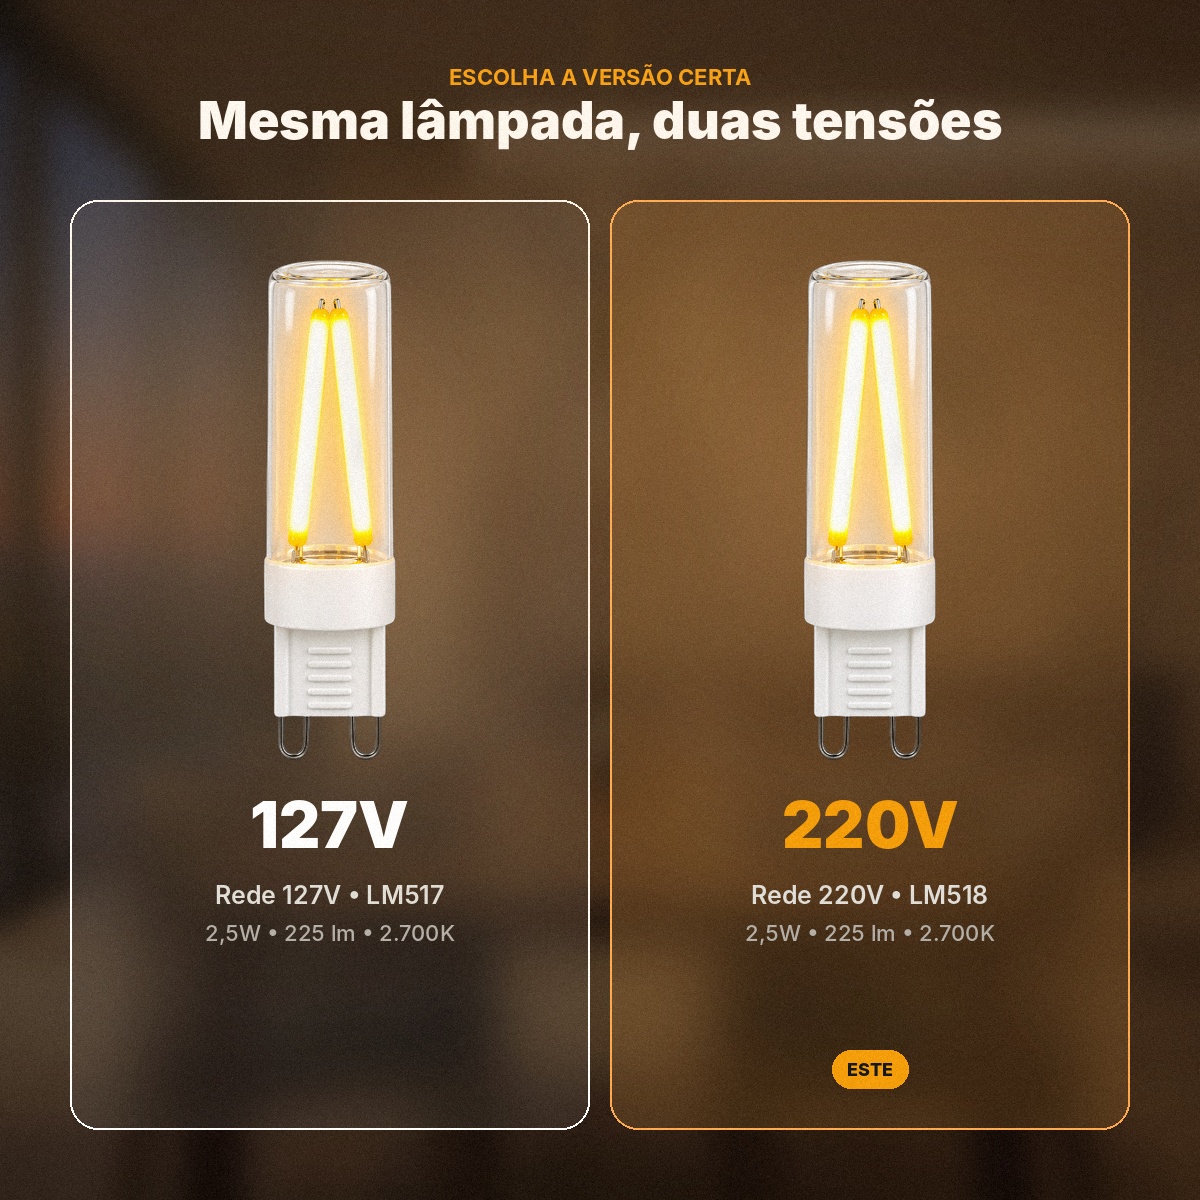 ESCOLHA A VERSÃO CERTA
Mesma lâmpada, duas tensões
127V
Rede 127V • LM517
2,5W • 225 lm • 2.700K
220V
Rede 220V • LM518
2,5W • 225 lm • 2.700K
ESTE